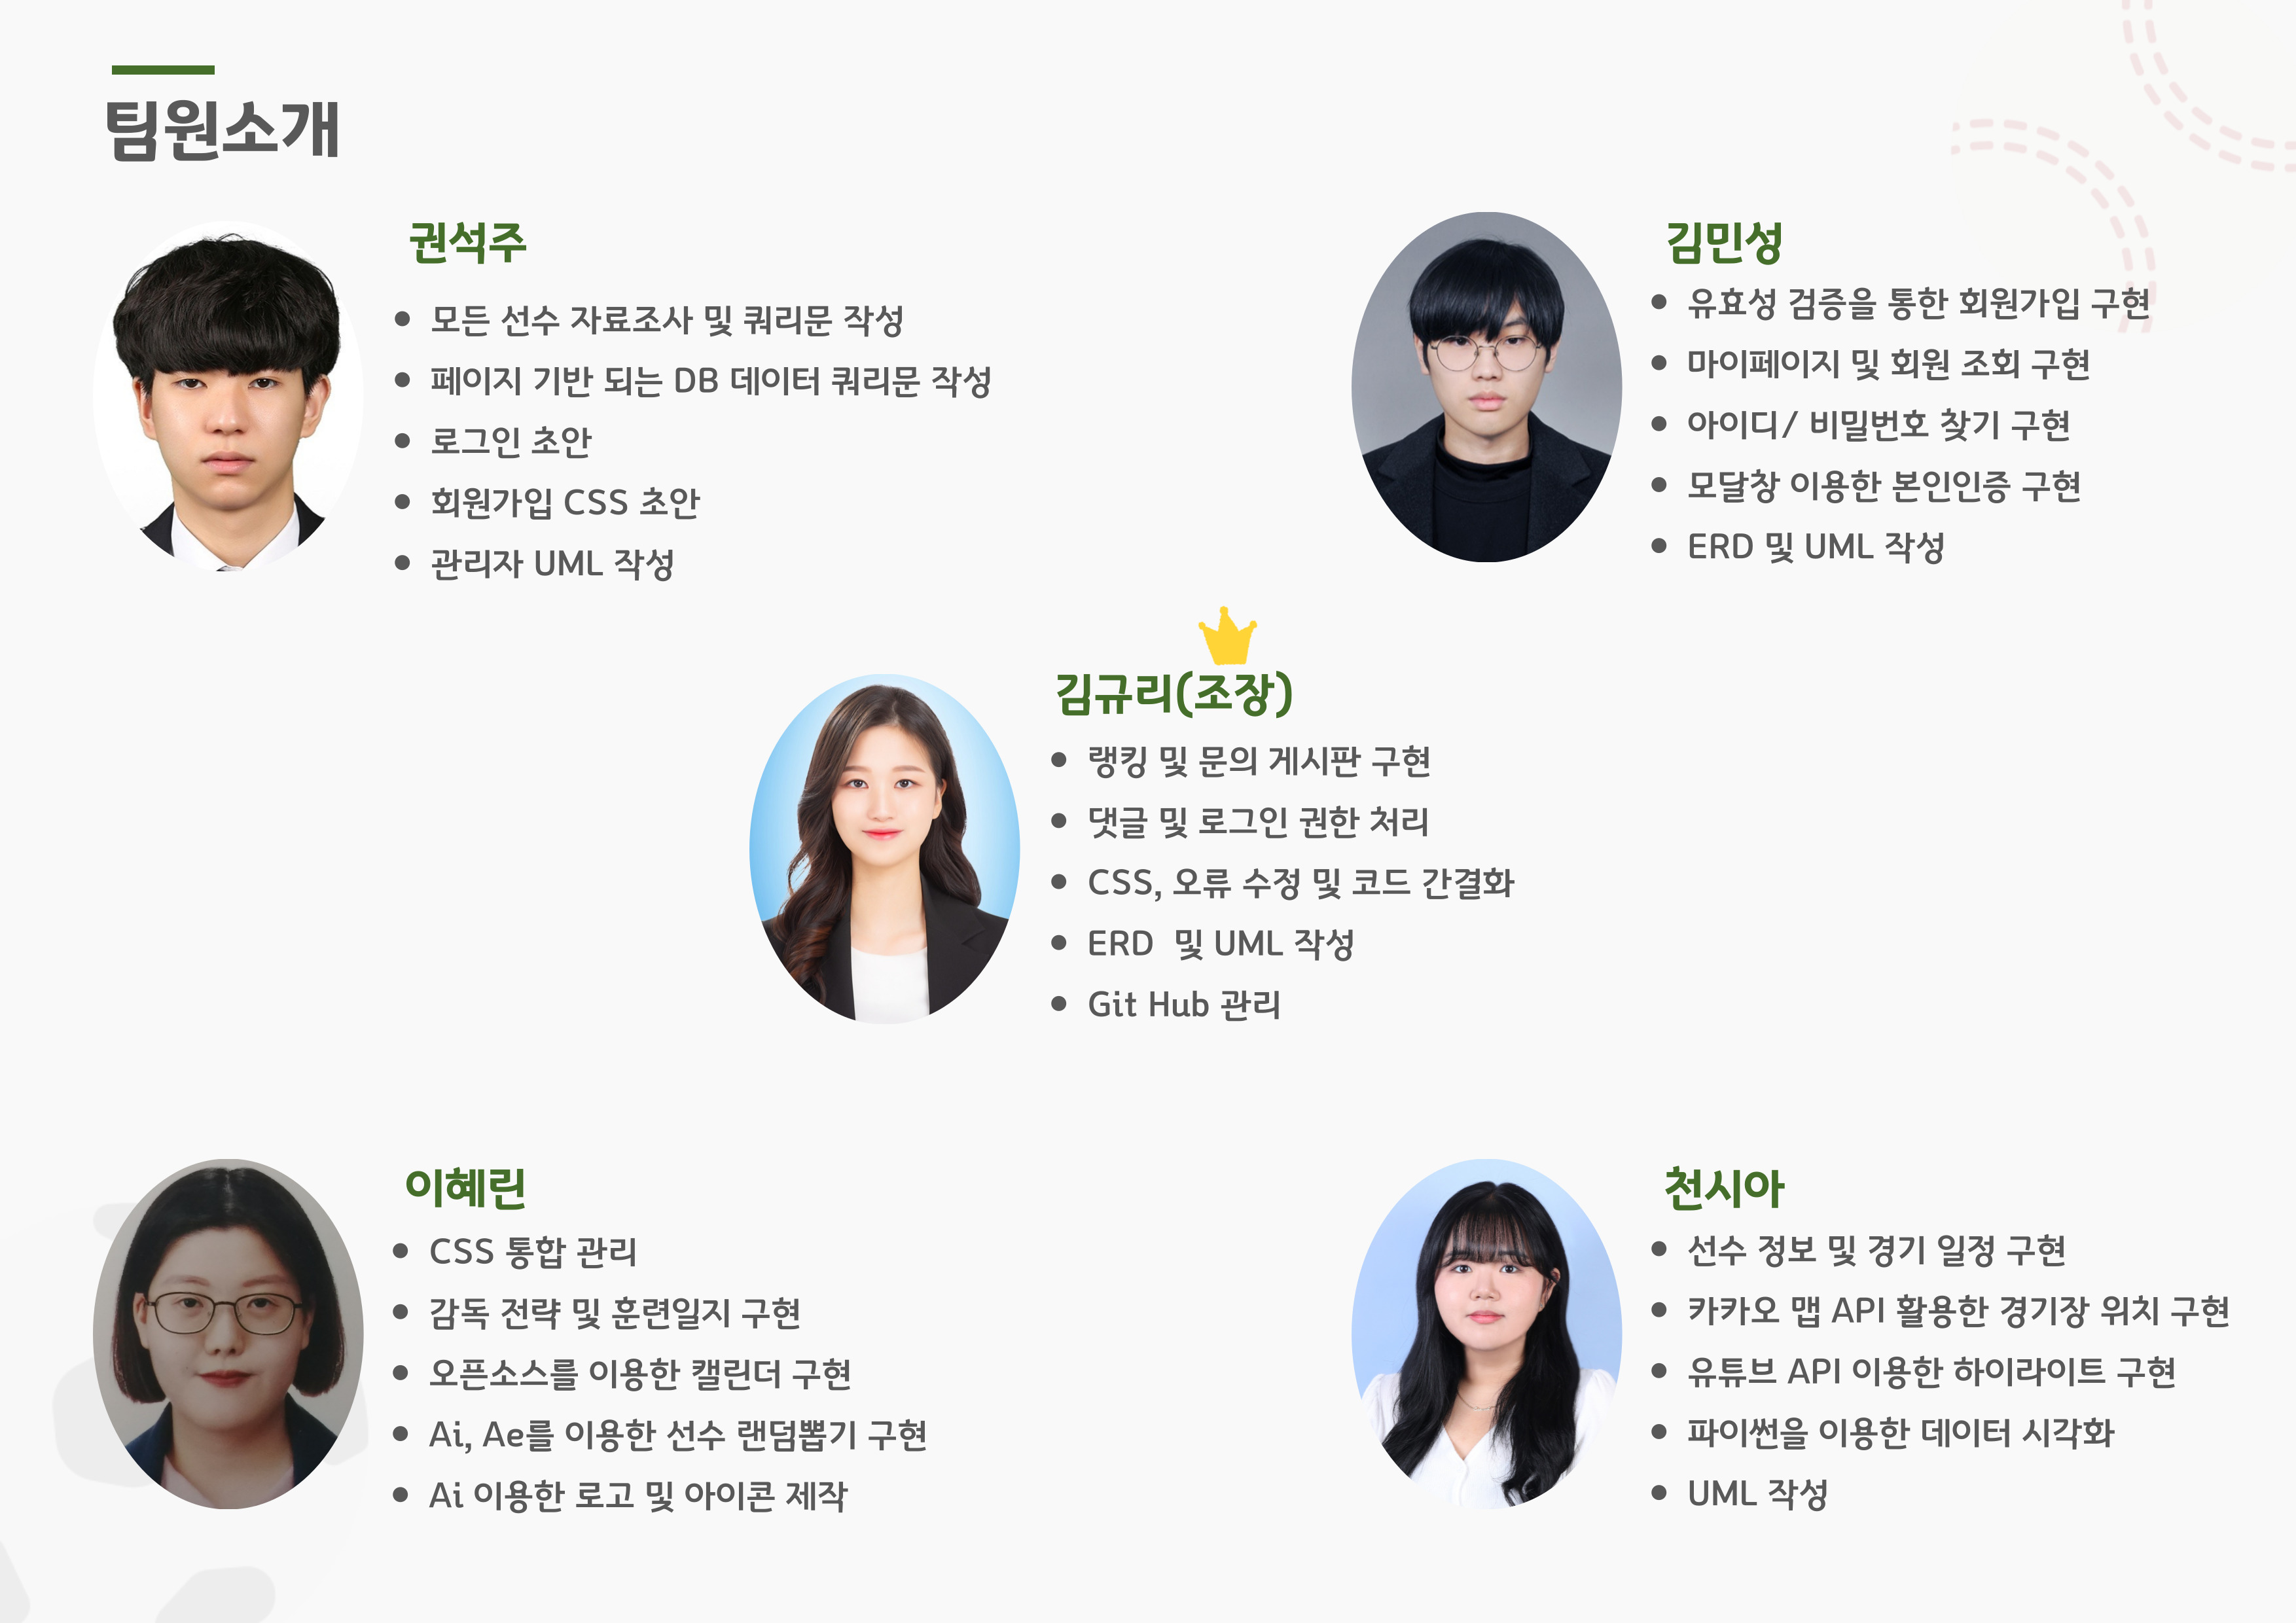 팀원소개
권석주
모든 선수 자료조사 및 쿼리문 작성
페이지 기반 되는 DB 데이터 쿼리문 작성
로그인 초안
회원가입 CSS 초안
관리자 UML 작성
김민성
유효성 검증을 통한 회원가입 구현
마이페이지 및 회원 조회 구현
아이디/ 비밀번호 찾기 구현
모달창 이용한 본인인증 구현
ERD 및 UML 작성
김규리(조장)
랭킹 및 문의 게시판 구현
댓글 및 로그인 권한 처리
CSS, 오류 수정 및 코드 간결화
ERD  및 UML 작성
Git Hub 관리
이혜린
CSS 통합 관리
감독 전략 및 훈련일지 구현
오픈소스를 이용한 캘린더 구현
Ai, Ae를 이용한 선수 랜덤뽑기 구현
Ai 이용한 로고 및 아이콘 제작
천시아
선수 정보 및 경기 일정 구현
카카오 맵 API 활용한 경기장 위치 구현
유튜브 API 이용한 하이라이트 구현
파이썬을 이용한 데이터 시각화
UML 작성